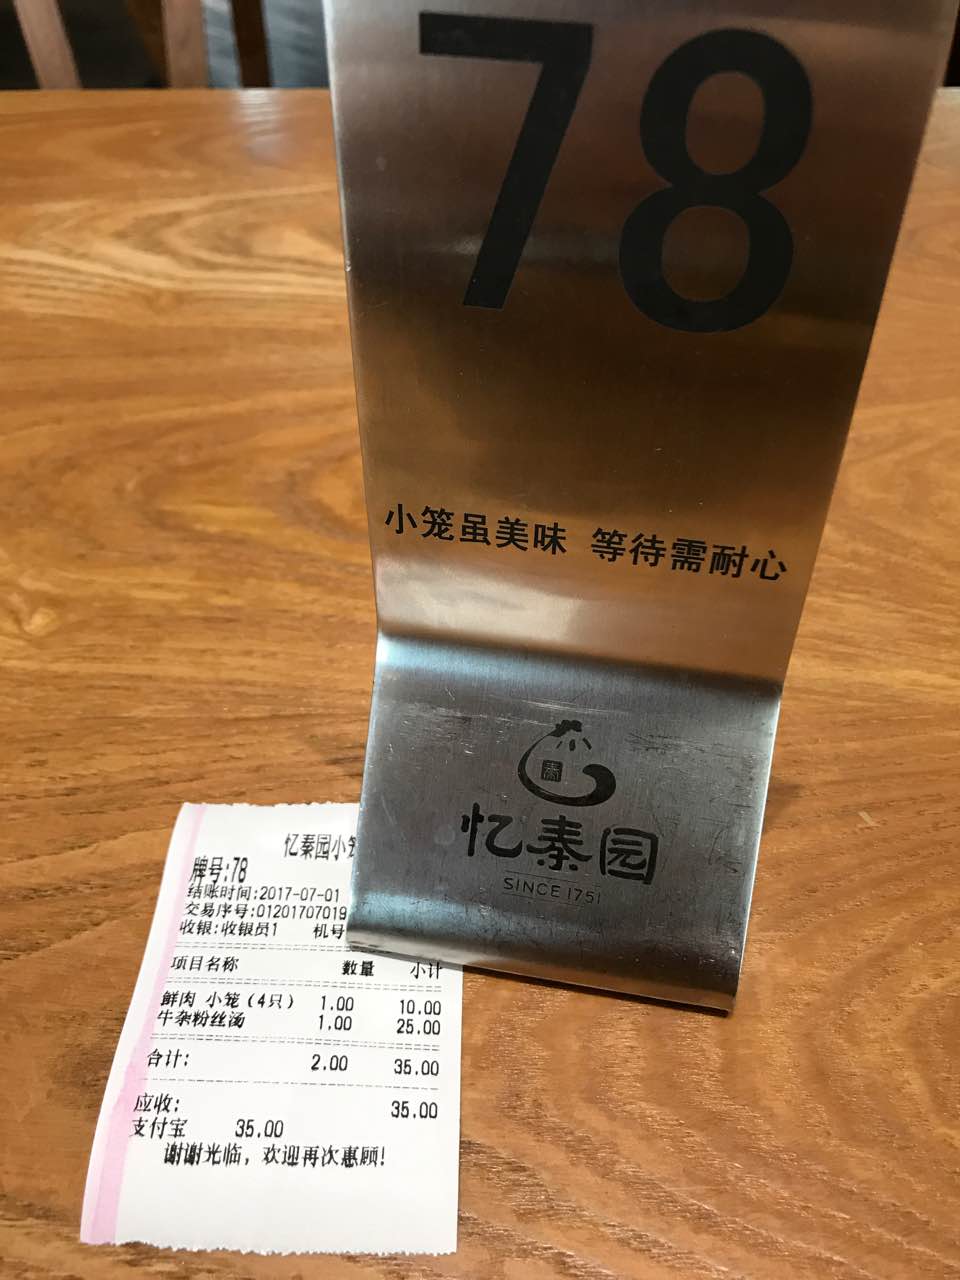 78
小笼虽美味 等待需耐心
秦
忆秦园
SINCE 1751
忆秦园小笼
牌号:78
结账时间:2017-07-01
交易序号:01201707019
收银:收银员1 机号
项目名称 数量 小计
鲜肉 小笼(4只) 1.00 10.00
牛杂粉丝汤 1.00 25.00
合计: 2.00 35.00
应收: 35.00
支付宝 35.00
谢谢光临, 欢迎再次惠顾!